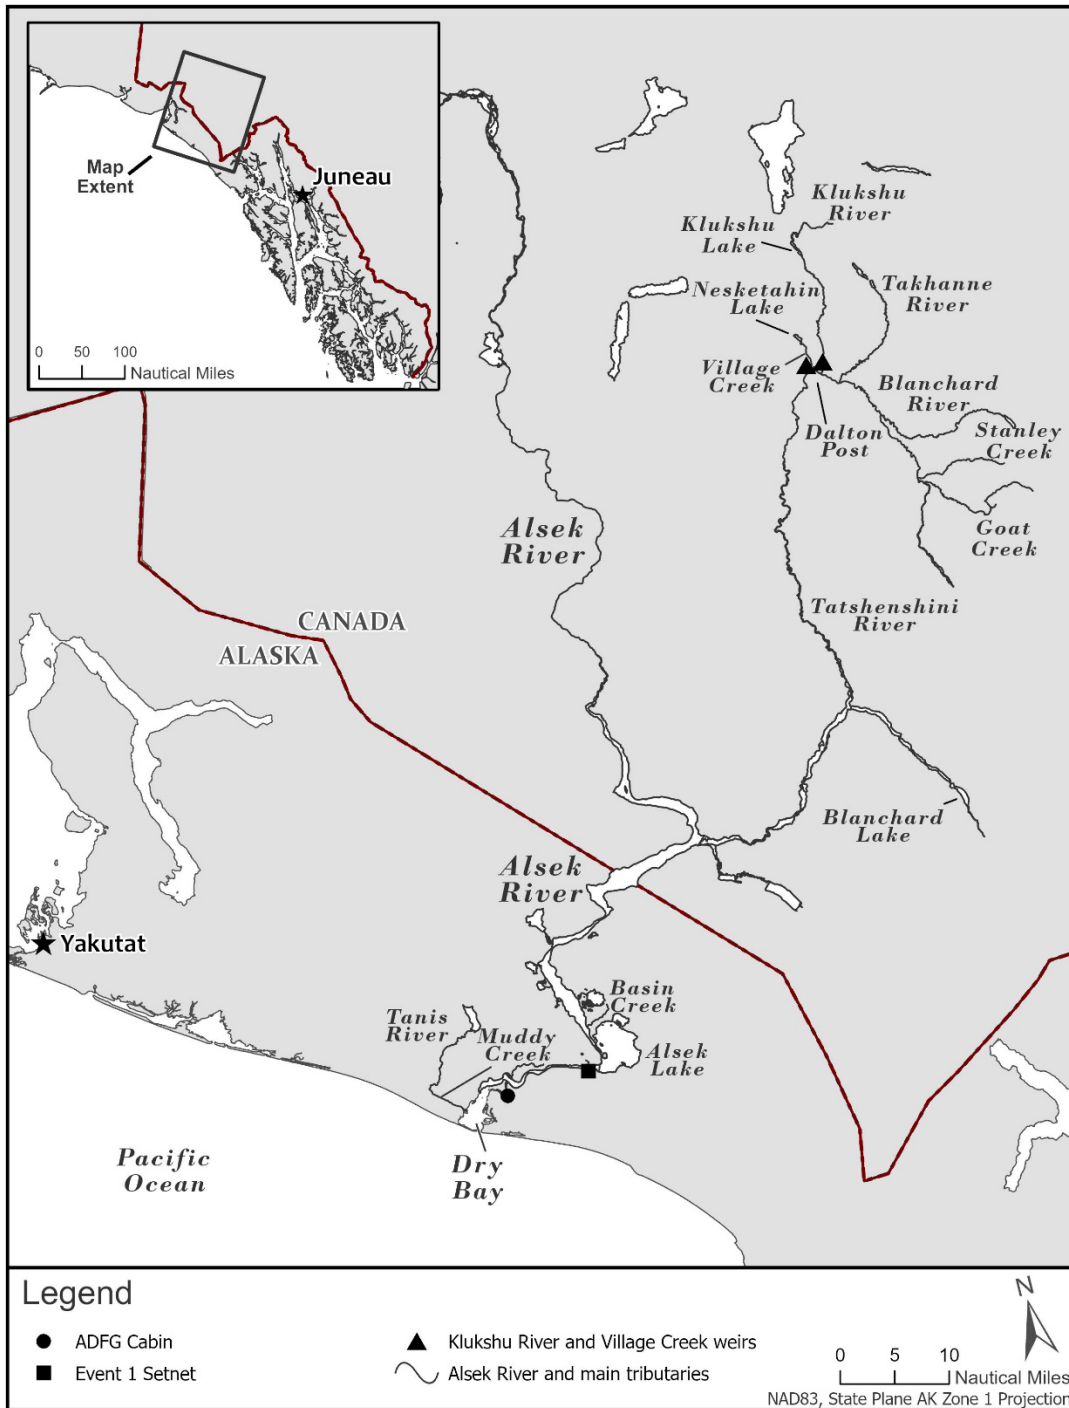 Map
Extent
Juneau
0 50 100
Nautical Miles
Klukshu
River
Klukshu
Lake
Nesketahin
Lake
Takhanne
River
Village
Creek
Blanchard
River
Dalton
Post
Stanley
Creek
Goat
Creek
Alsek
River
Tatshenshini
River
CANADA
ALASKA
Blanchard
Lake
Alsek
River
Yakutat
Basin
Creek
Tanis
River
Muddy
Creek
Alsek
Lake
Dry
Bay
Pacific
Ocean
Legend
ADFG Cabin
Event 1 Setnet
Klukshu River and Village Creek weirs
Alsek River and main tributaries
N
0 5 10
Nautical Miles
NAD83, State Plane AK Zone 1 Projection